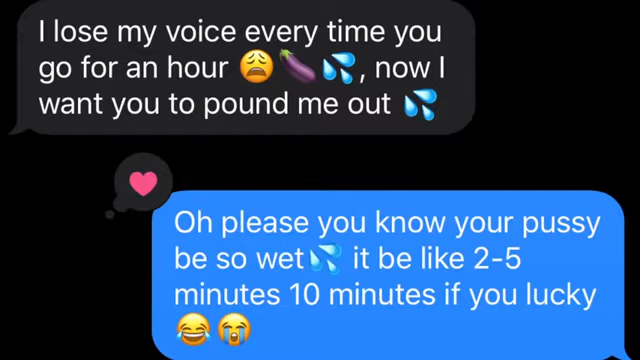 I lose my voice every time you
go for an hour 😩🍆💦, now I
want you to pound me out 💦
Oh please you know your pussy
be so wet💦 it be like 2-5
minutes 10 minutes if you lucky
😂😭